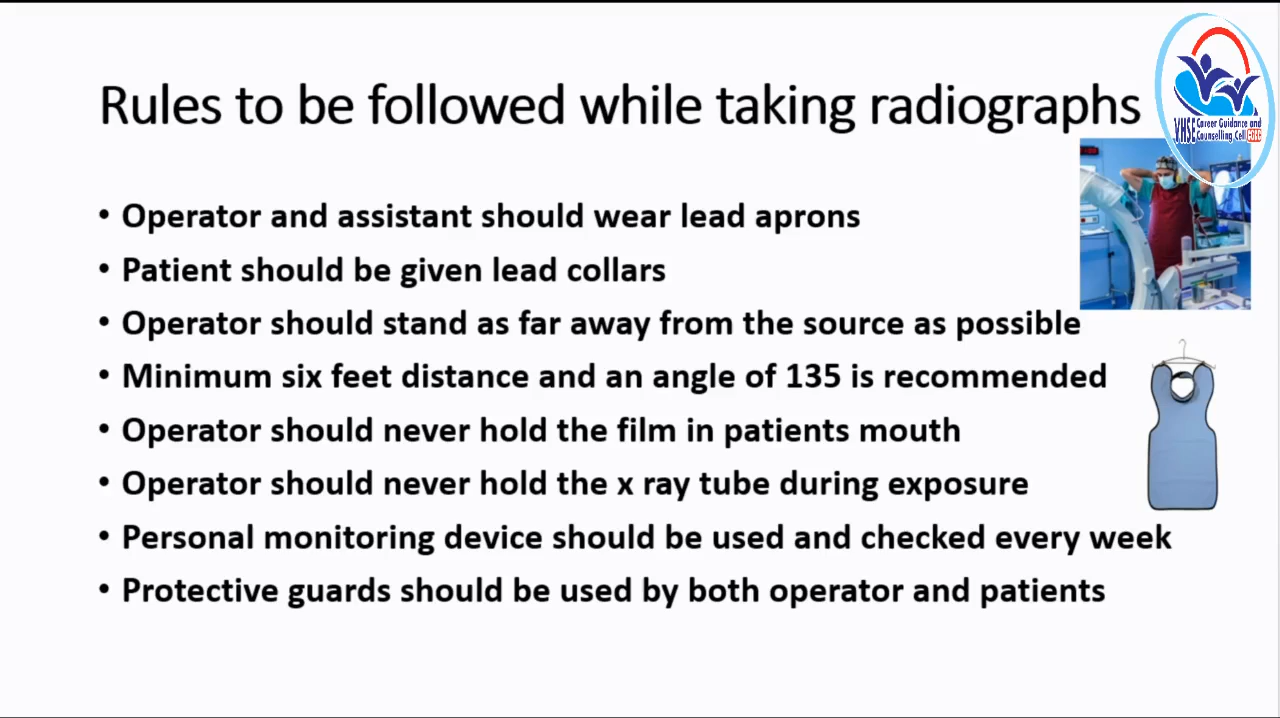 Rules to be followed while taking radiographs
VHSE Career Guidance and
Counselling Cell FREE
• Operator and assistant should wear lead aprons
• Patient should be given lead collars
• Operator should stand as far away from the source as possible
• Minimum six feet distance and an angle of 135 is recommended
• Operator should never hold the film in patients mouth
• Operator should never hold the x ray tube during exposure
• Personal monitoring device should be used and checked every week
• Protective guards should be used by both operator and patients